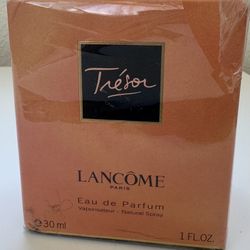 Trésor
LANCÔME
PARIS
Eau de Parfum
Vaporisateur - Natural Spray
℮30 ml
1 FL.OZ.